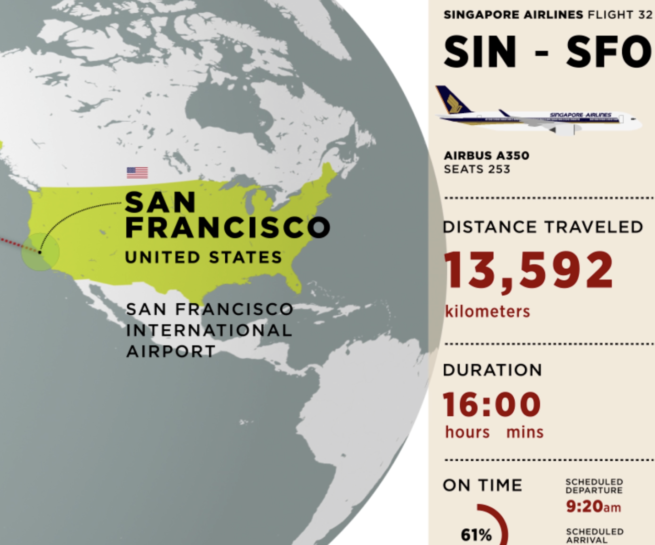 SINGAPORE AIRLINES FLIGHT 32
SIN - SFO
SINGAPORE AIRLINES
AIRBUS A350
SEATS 253
SAN
FRANCISCO
UNITED STATES
SAN FRANCISCO
INTERNATIONAL
AIRPORT
DISTANCE TRAVELED
13,592
kilometers
DURATION
16:00
hours mins
ON TIME
61%
SCHEDULED
DEPARTURE
9:20am
SCHEDULED
ARRIVAL